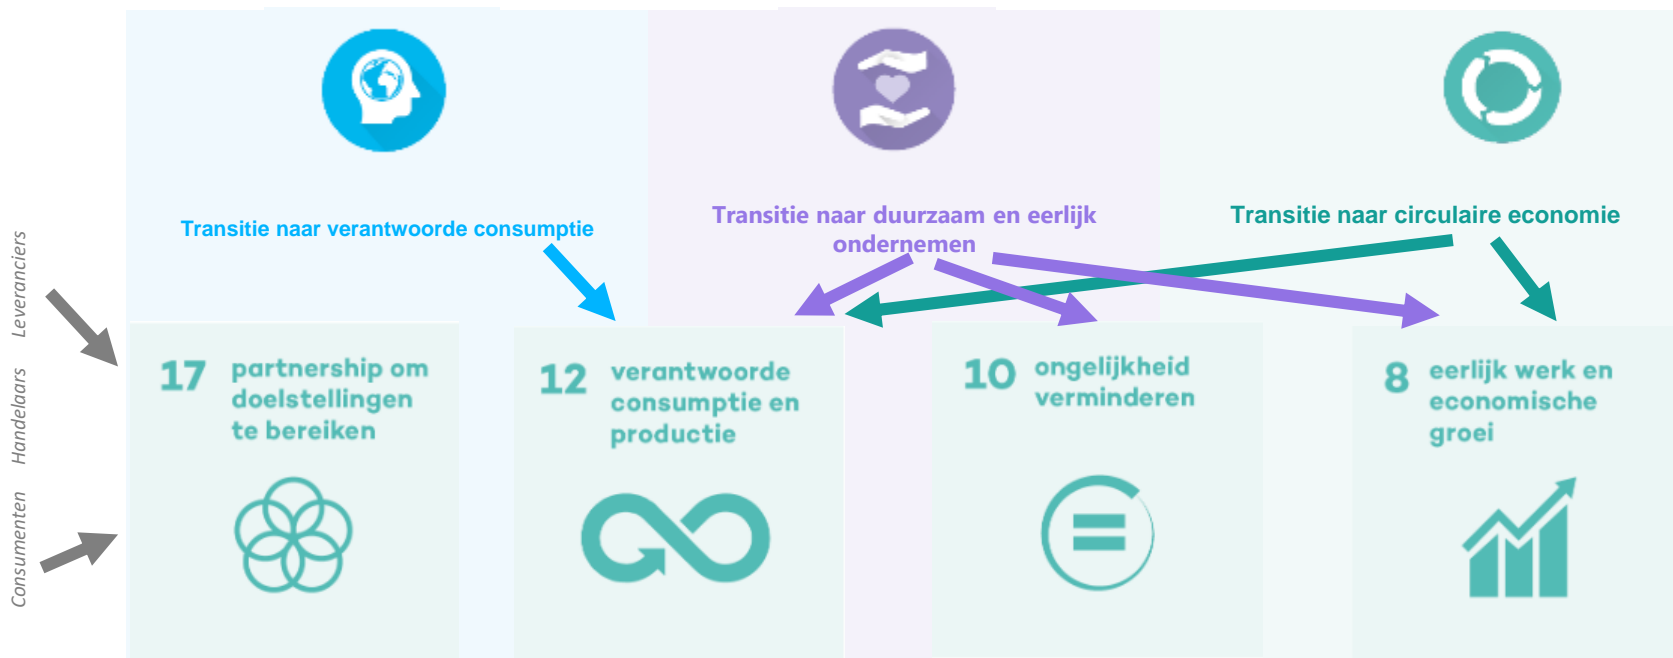 Transitie naar verantwoorde consumptie
Transitie naar duurzaam en eerlijk
ondernemen
Transitie naar circulaire economie
Leveranciers
Handelaars
Consumenten
17 partnership om
doelstellingen
te bereiken
12 verantwoorde
consumptie en
productie
10 ongelijkheid
verminderen
8 eerlijk werk en
economische
groei